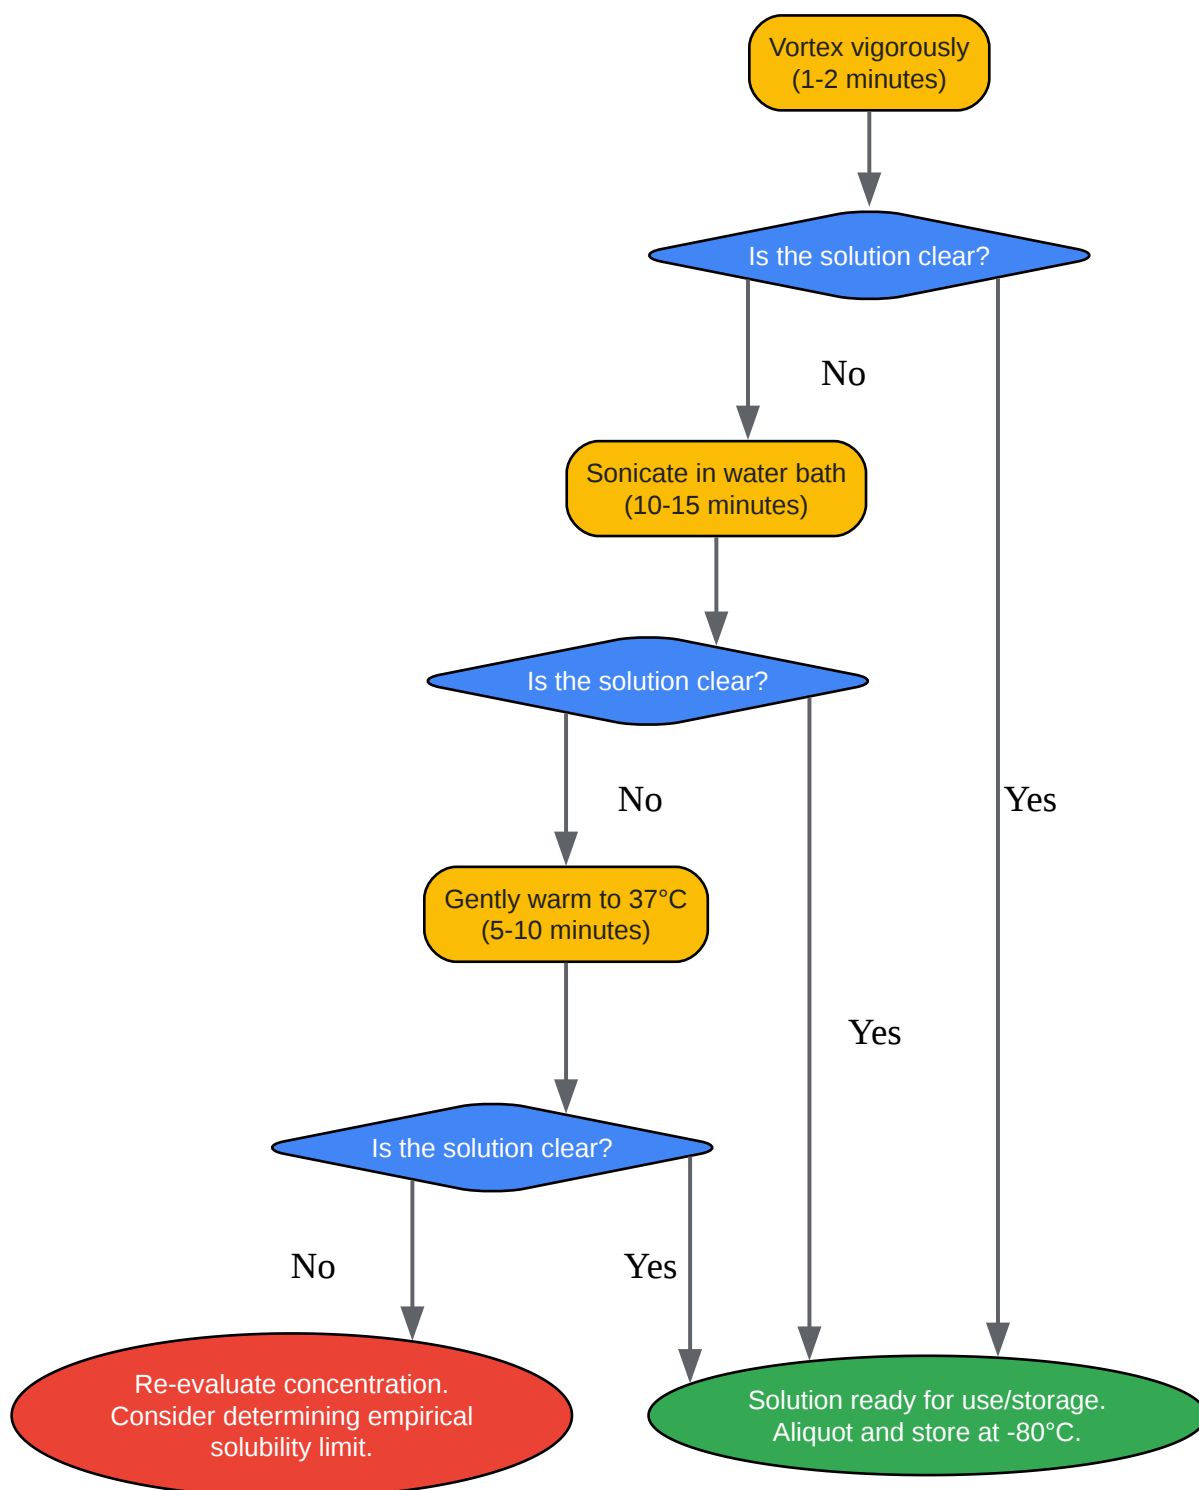 Vortex vigorously
(1-2 minutes)
Is the solution clear?
No
Sonicate in water bath
(10-15 minutes)
Is the solution clear?
No
Yes
Gently warm to 37°C
(5-10 minutes)
Yes
Is the solution clear?
No
Yes
Re-evaluate concentration.
Consider determining empirical
solubility limit.
Solution ready for use/storage.
Aliquot and store at -80°C.